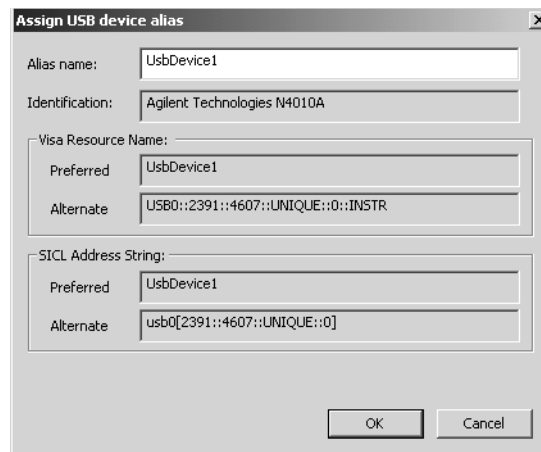 Assign USB device alias
Alias name: UsbDevice1
Identification: Agilent Technologies N4010A
Visa Resource Name:
Preferred UsbDevice1
Alternate USB0::2391::4607::UNIQUE::0::INSTR
SICL Address String:
Preferred UsbDevice1
Alternate usb0[2391::4607::UNIQUE::0]
OK Cancel